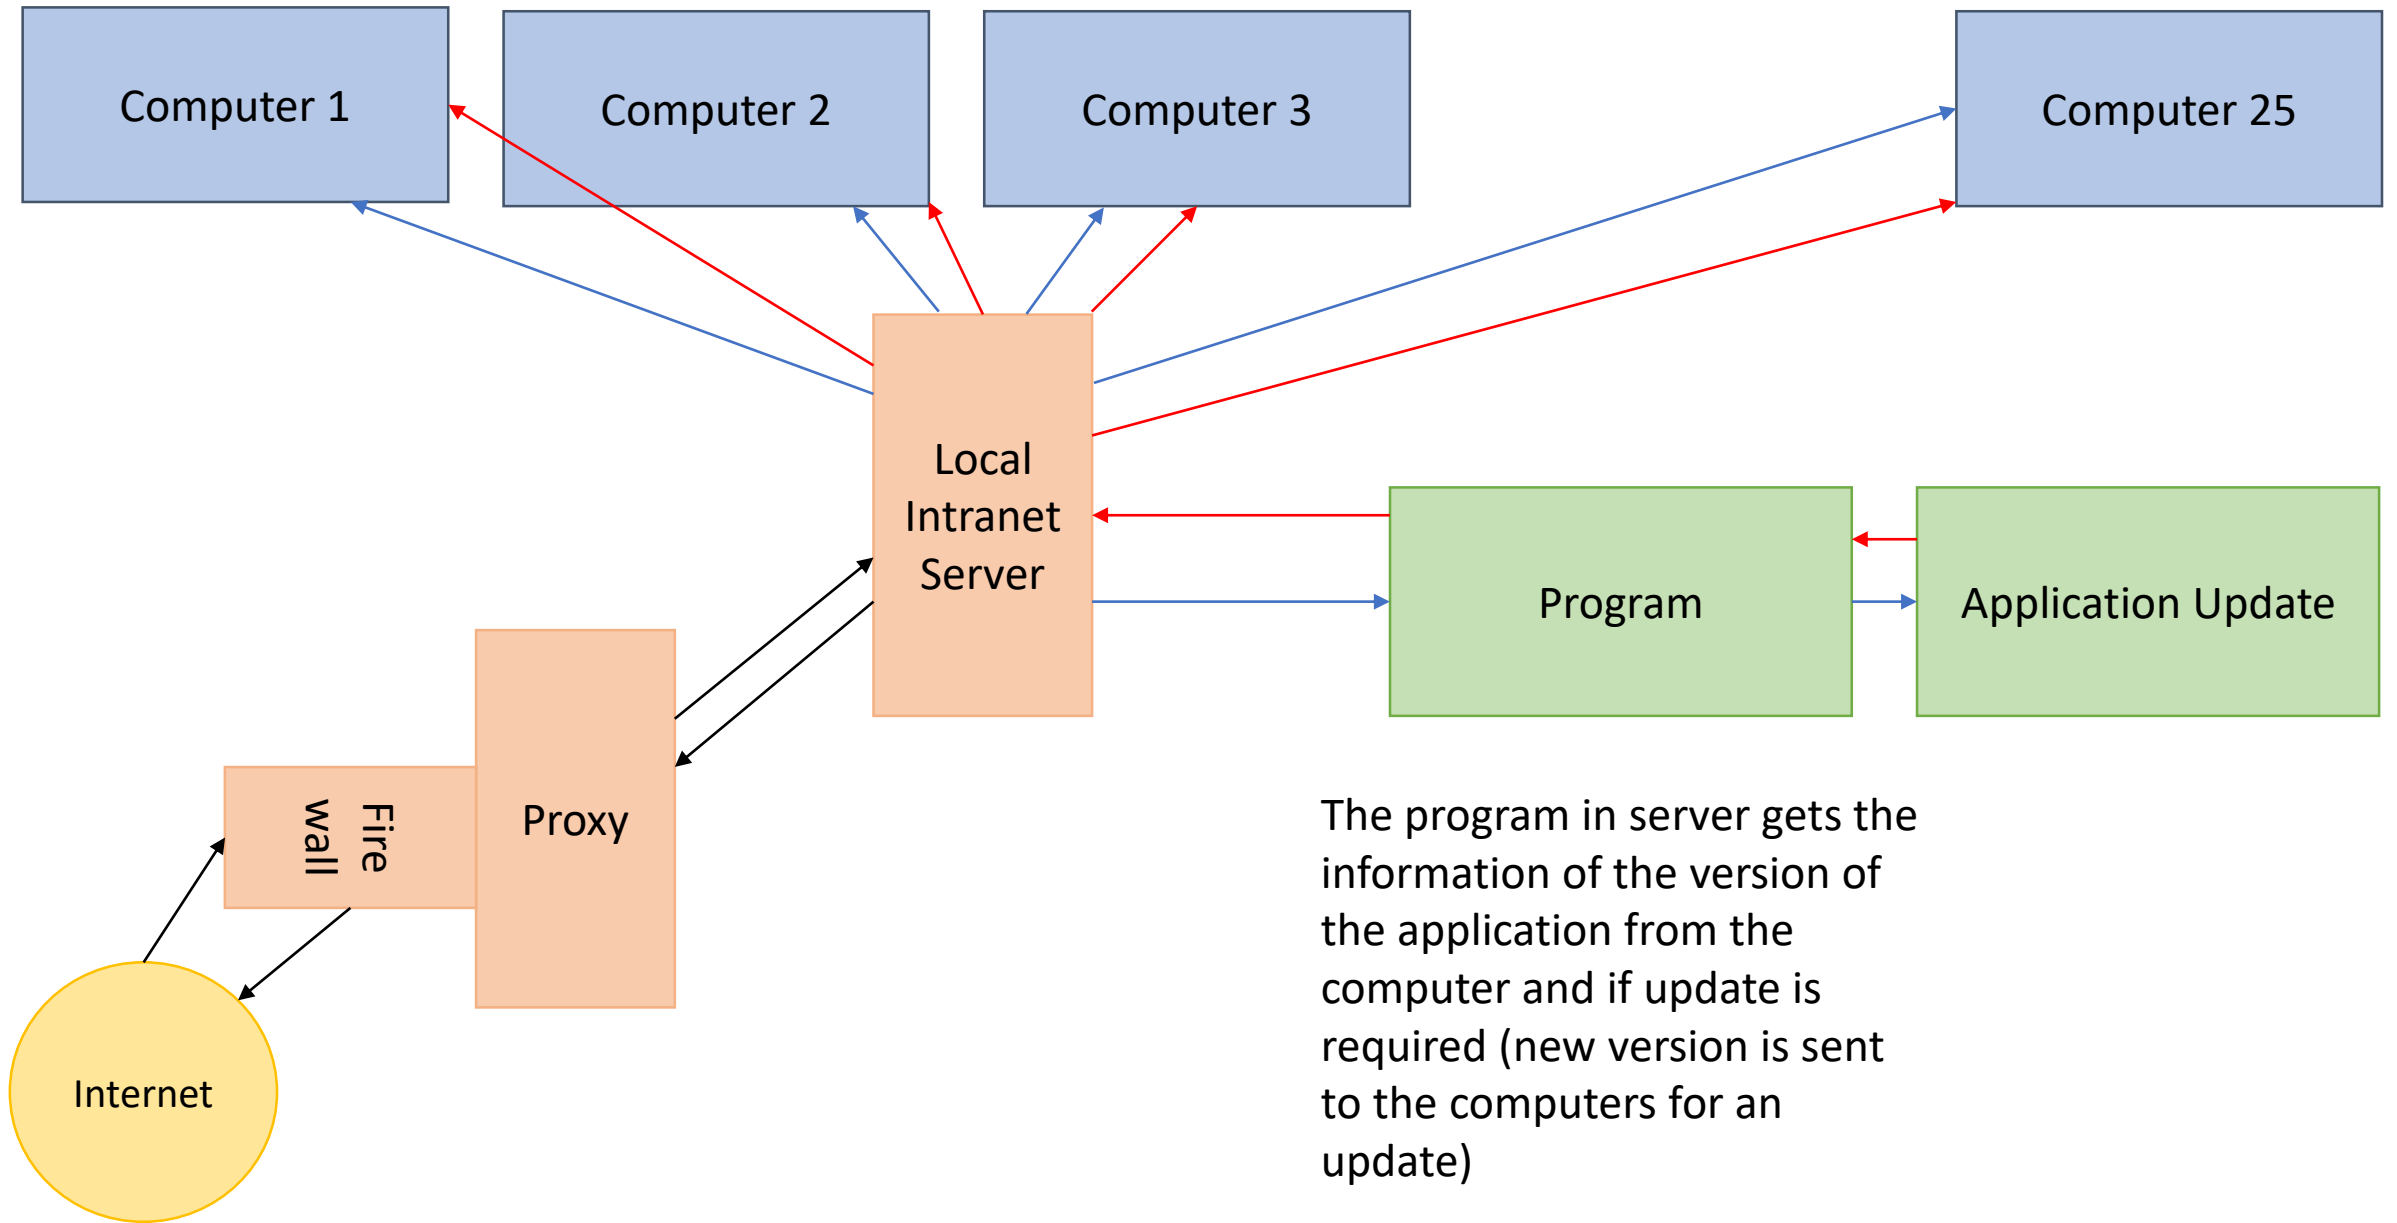 Computer 1
Computer 2
Computer 3
Computer 25
Local
Intranet
Server
Program
Application Update
Fire
wall
Proxy
Internet
The program in server gets the
information of the version of
the application from the
computer and if update is
required (new version is sent
to the computers for an
update)